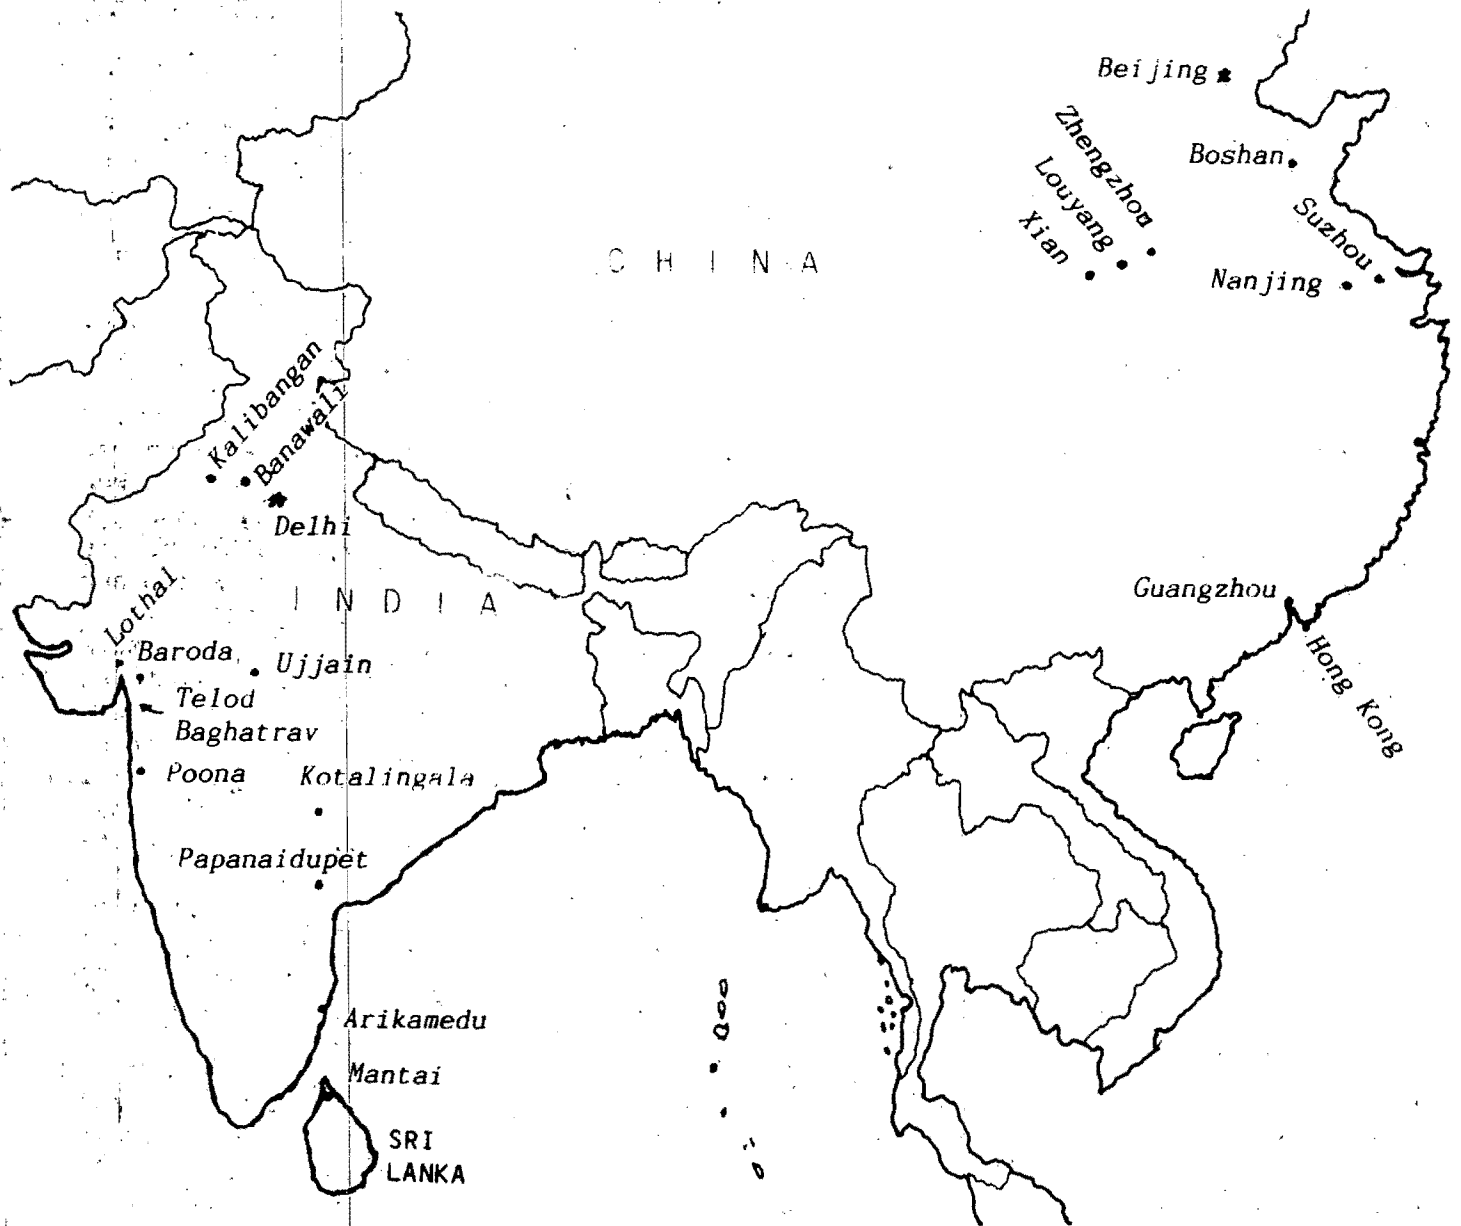 Beijing
Zhengzhou
Boshan
Louyang
Suzhou
Xian
CHINA
Nanjing
Kalibangan
Banawali
Delhi
INDIA
Guangzhou
Lothal
Hong Kong
Baroda
Ujjain
Telod
Baghatrav
Poona
Kotalingala
Papanaidupet
Arikamedu
Mantai
SRI
LANKA